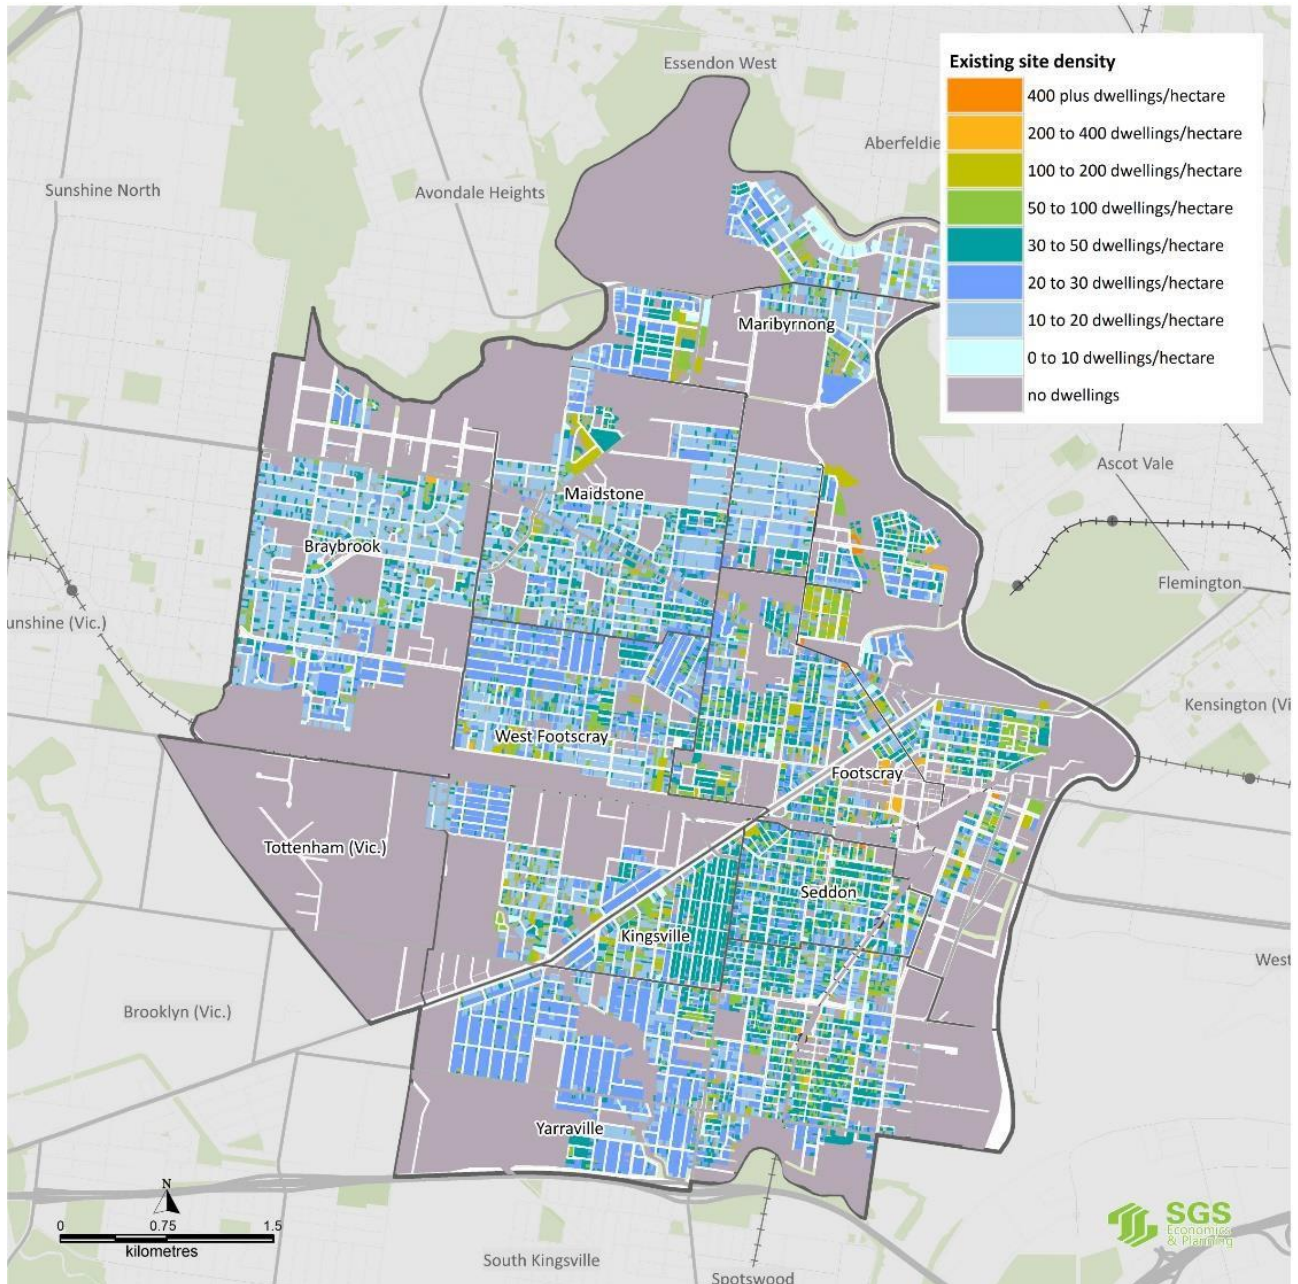 Essendon West
Existing site density
400 plus dwellings/hectare
200 to 400 dwellings/hectare
Aberfeldie
100 to 200 dwellings/hectare
Sunshine North
Avondale Heights
50 to 100 dwellings/hectare
30 to 50 dwellings/hectare
20 to 30 dwellings/hectare
10 to 20 dwellings/hectare
Maribyrnong
0 to 10 dwellings/hectare
no dwellings
Ascot Vale
Maidstone
Braybrook
Flemington
unshine (Vic.)
Kensington (Vi
West Footscray
Footscray
Tottenham (Vic.)
Seddon
Kingsville
West
Brooklyn (Vic.)
Yarraville
N
0 0.75 1.5
kilometres
SGS
Economics
& Planning
South Kingsville
Spotswood